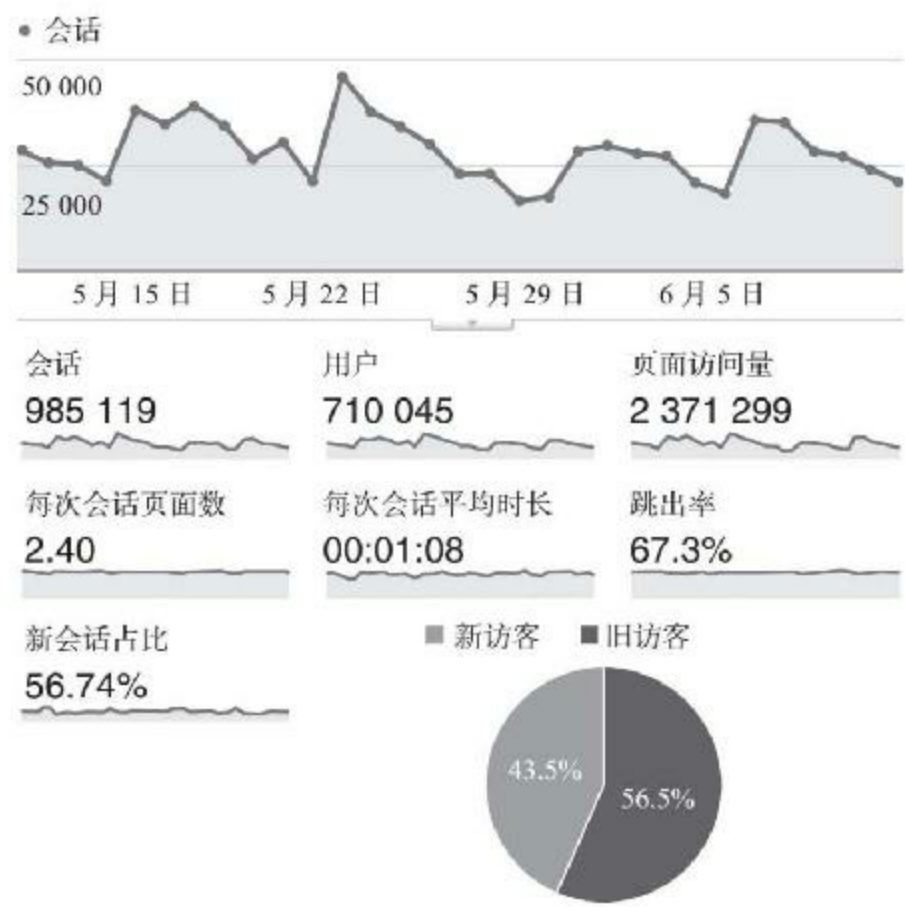 会话
50 000
25 000
5 月 15 日 5 月 22 日 5 月 29 日 6 月 5 日
会话 用户 页面访问量
985 119 710 045 2 371 299
每次会话页面数 每次会话平均时长 跳出率
2.40 00:01:08 67.3%
新会话占比 新访客 旧访客
56.74%
43.5%
56.5%